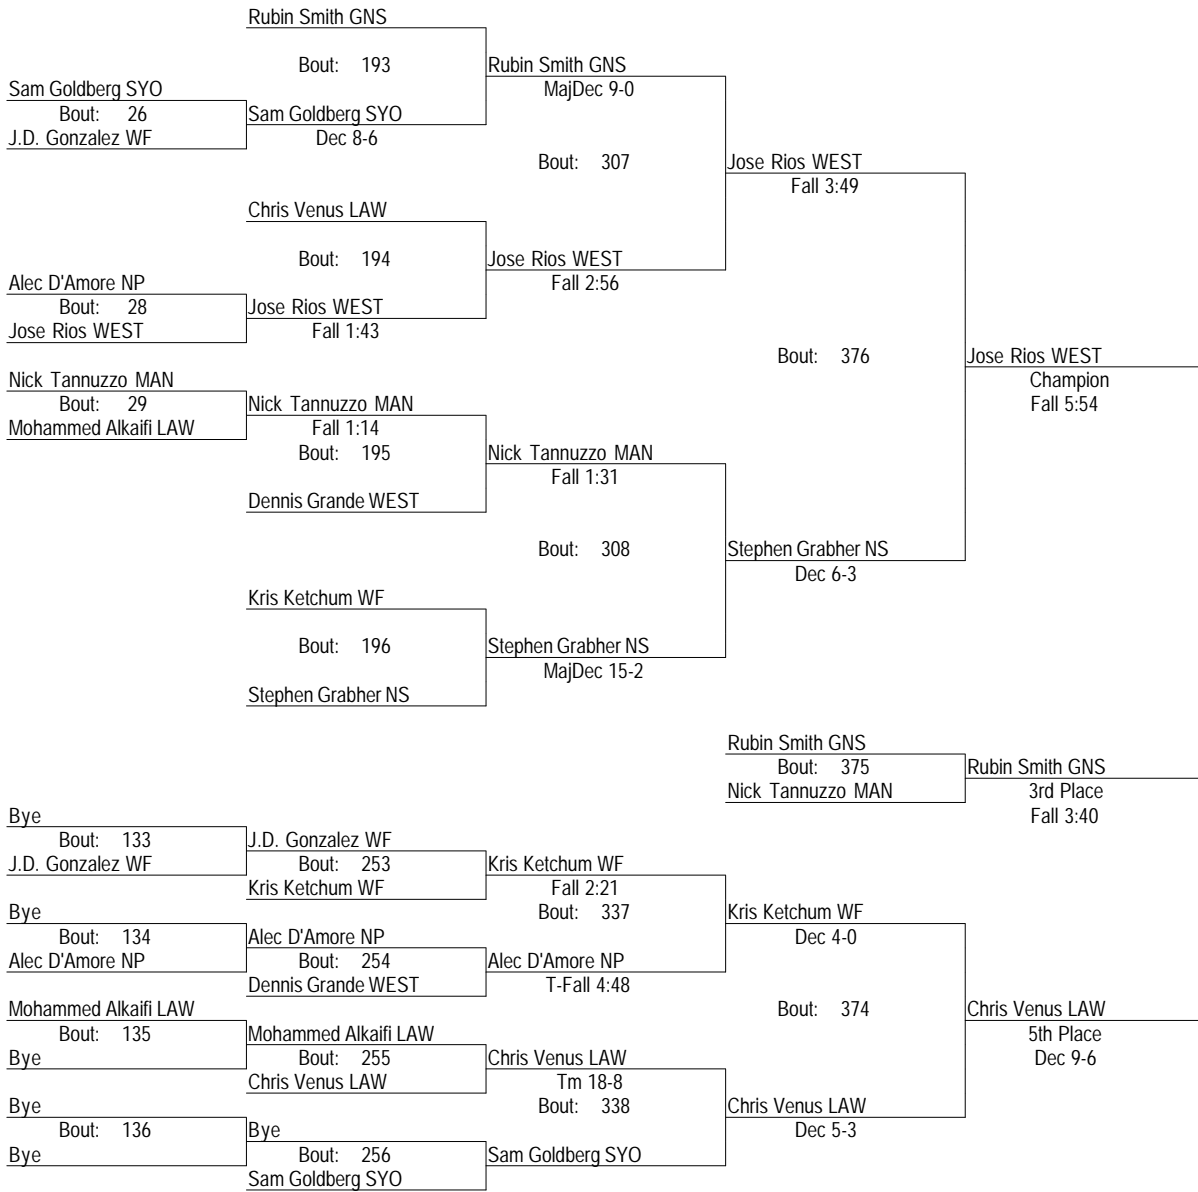 Rubin Smith GNS
Bout: 193
Rubin Smith GNS
MajDec 9-0
Sam Goldberg SYO
Bout: 26
Sam Goldberg SYO
J.D. Gonzalez WF
Dec 8-6
Bout: 307
Jose Rios WEST
Fall 3:49
Chris Venus LAW
Bout: 194
Jose Rios WEST
Fall 2:56
Alec D'Amore NP
Bout: 28
Jose Rios WEST
Jose Rios WEST
Fall 1:43
Bout: 376
Jose Rios WEST
Champion
Fall 5:54
Nick Tannuzzo MAN
Bout: 29
Nick Tannuzzo MAN
Mohammed Alkaifi LAW
Fall 1:14
Bout: 195
Nick Tannuzzo MAN
Fall 1:31
Dennis Grande WEST
Bout: 308
Stephen Grabher NS
Dec 6-3
Kris Ketchum WF
Bout: 196
Stephen Grabher NS
MajDec 15-2
Stephen Grabher NS
Rubin Smith GNS
Bout: 375
Rubin Smith GNS
Nick Tannuzzo MAN
3rd Place
Fall 3:40
Bye
Bout: 133
J.D. Gonzalez WF
J.D. Gonzalez WF
Bout: 253
Kris Ketchum WF
Kris Ketchum WF
Fall 2:21
Bye
Bout: 337
Kris Ketchum WF
Dec 4-0
Bout: 134
Alec D'Amore NP
Alec D'Amore NP
Bout: 254
Alec D'Amore NP
Dennis Grande WEST
T-Fall 4:48
Mohammed Alkaifi LAW
Bout: 374
Chris Venus LAW
5th Place
Dec 9-6
Bout: 135
Mohammed Alkaifi LAW
Bye
Bout: 255
Chris Venus LAW
Chris Venus LAW
Tm 18-8
Bye
Bout: 338
Chris Venus LAW
Dec 5-3
Bout: 136
Bye
Bye
Bout: 256
Sam Goldberg SYO
Sam Goldberg SYO